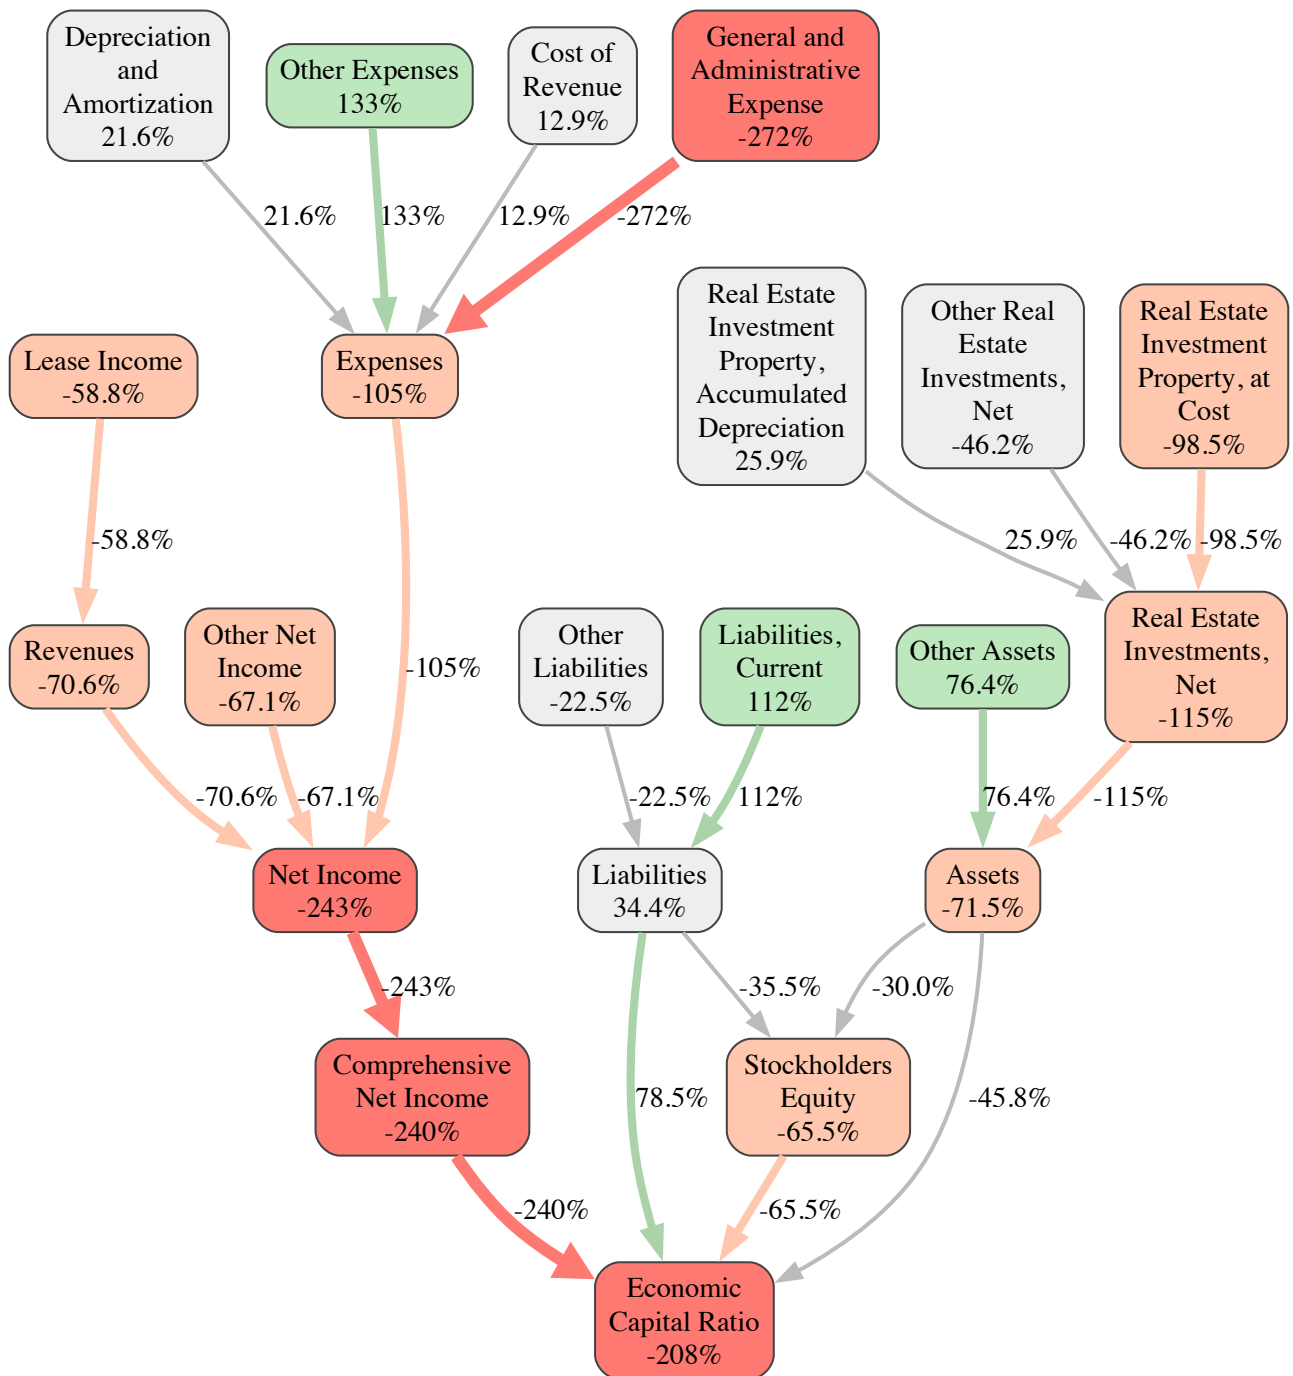 Depreciation
and
Amortization
21.6%
Other Expenses
133%
Cost of
Revenue
12.9%
General and
Administrative
Expense
-272%
21.6%
133%
12.9%
-272%
Lease Income
-58.8%
Expenses
-105%
Real Estate
Investment
Property,
Accumulated
Depreciation
25.9%
Other Real
Estate
Investments,
Net
-46.2%
Real Estate
Investment
Property, at
Cost
-98.5%
-58.8%
25.9%
-46.2%
-98.5%
Revenues
-70.6%
Other Net
Income
-67.1%
-105%
Other
Liabilities
-22.5%
Liabilities,
Current
112%
Other Assets
76.4%
Real Estate
Investments,
Net
-115%
-70.6%
-67.1%
-22.5%
112%
76.4%
-115%
Net Income
-243%
Liabilities
34.4%
Assets
-71.5%
-243%
-35.5%
-30.0%
Comprehensive
Net Income
-240%
78.5%
Stockholders
Equity
-65.5%
-45.8%
-240%
-65.5%
Economic
Capital Ratio
-208%